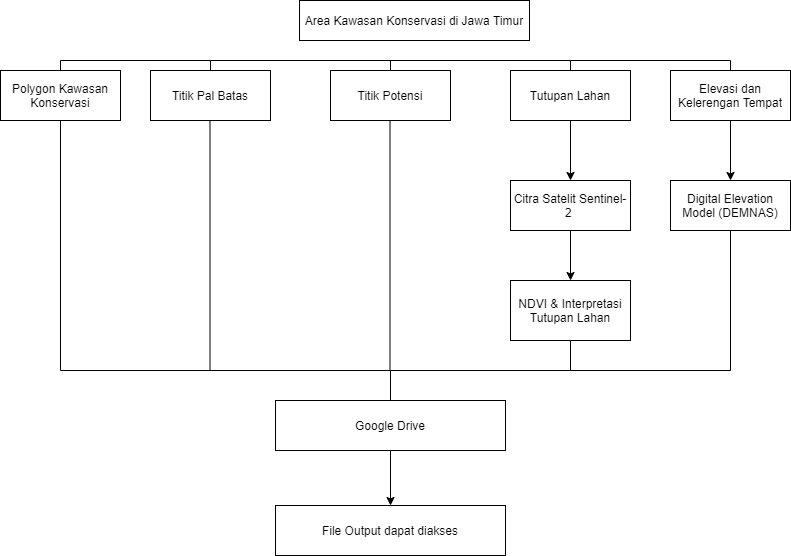 Area Kawasan Konservasi di Jawa Timur
Polygon Kawasan
Konservasi
Titik Pal Batas
Titik Potensi
Tutupan Lahan
Elevasi dan
Kelerengan Tempat
Citra Satelit Sentinel-
2
Digital Elevation
Model (DEMNAS)
NDVI & Interpretasi
Tutupan Lahan
Google Drive
File Output dapat diakses